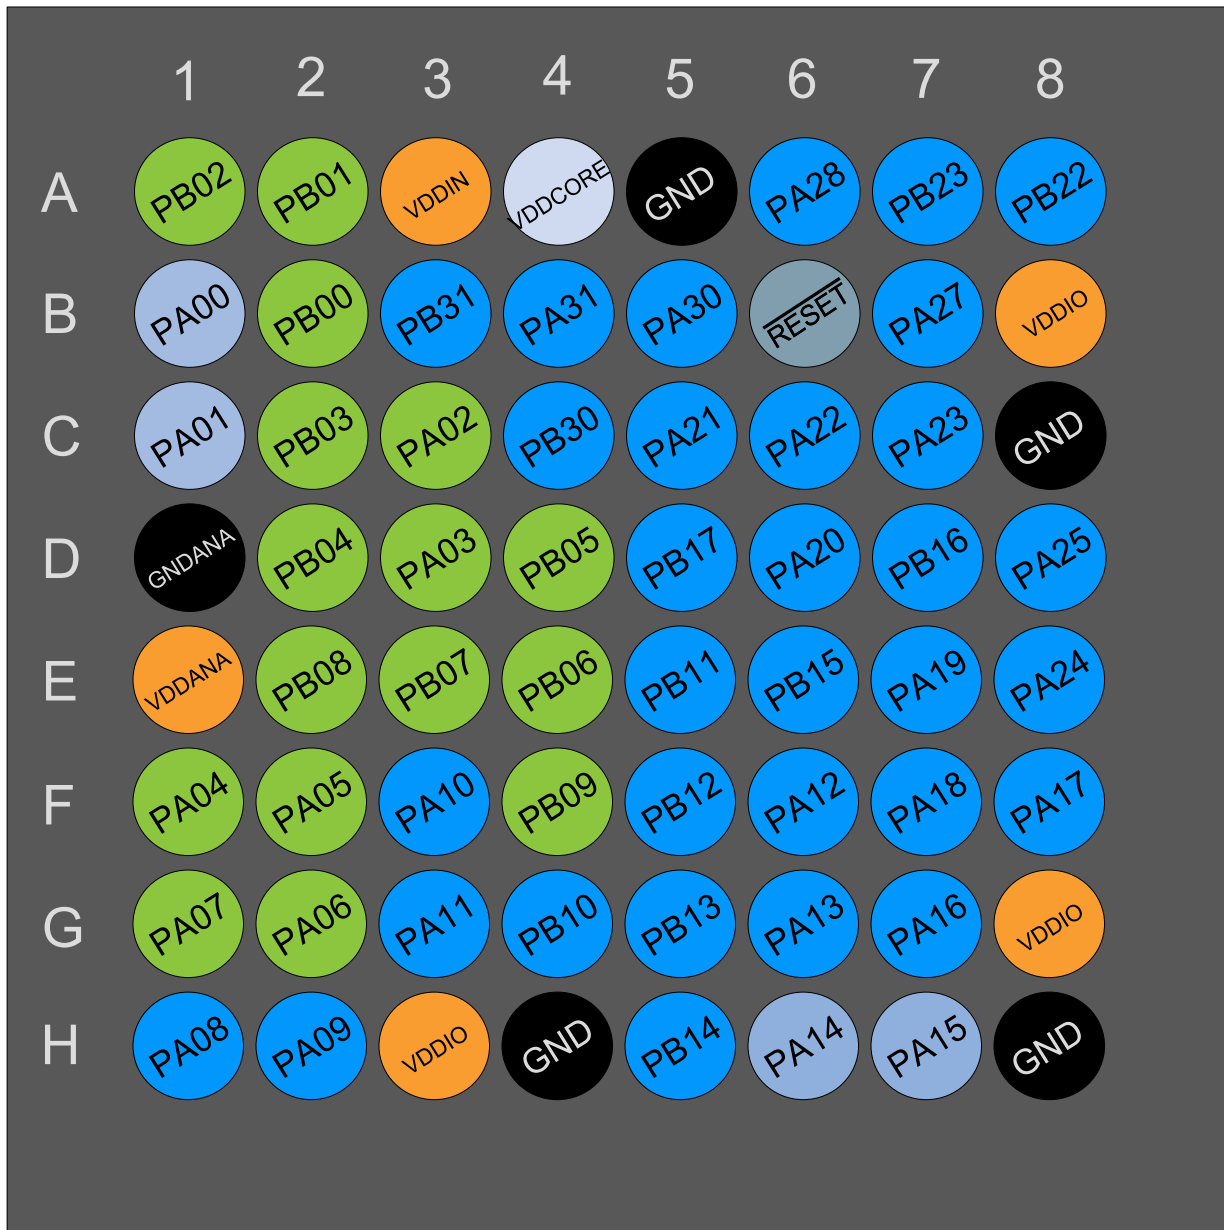 1 2 3 4 5 6 7 8
A PB02 PB01 VDDIN VDDCORE GND PA28 PB23 PB22
B PA00 PB00 PB31 PA31 PA30 RESET PA27 VDDIO
C PA01 PB03 PA02 PB30 PA21 PA22 PA23 GND
D GNDANA PB04 PA03 PB05 PB17 PA20 PB16 PA25
E VDDANA PB08 PB07 PB06 PB11 PB15 PA19 PA24
F PA04 PA05 PA10 PB09 PB12 PA12 PA18 PA17
G PA07 PA06 PA11 PB10 PB13 PA13 PA16 VDDIO
H PA08 PA09 VDDIO GND PB14 PA14 PA15 GND